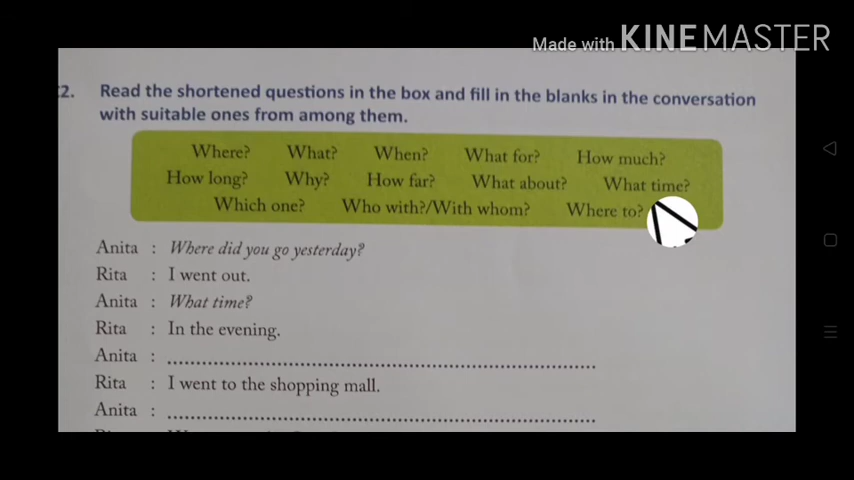 Made with KINEMASTER
2. Read the shortened questions in the box and fill in the blanks in the conversation
with suitable ones from among them.
Where? What? When? What for? How much?
How long? Why? How far? What about? What time?
Which one? Who with?/With whom? Where to?
Anita : Where did you go yesterday?
Rita : I went out.
Anita : What time?
Rita : In the evening.
Anita : ........................................................................
Rita : I went to the shopping mall.
Anita : ........................................................................